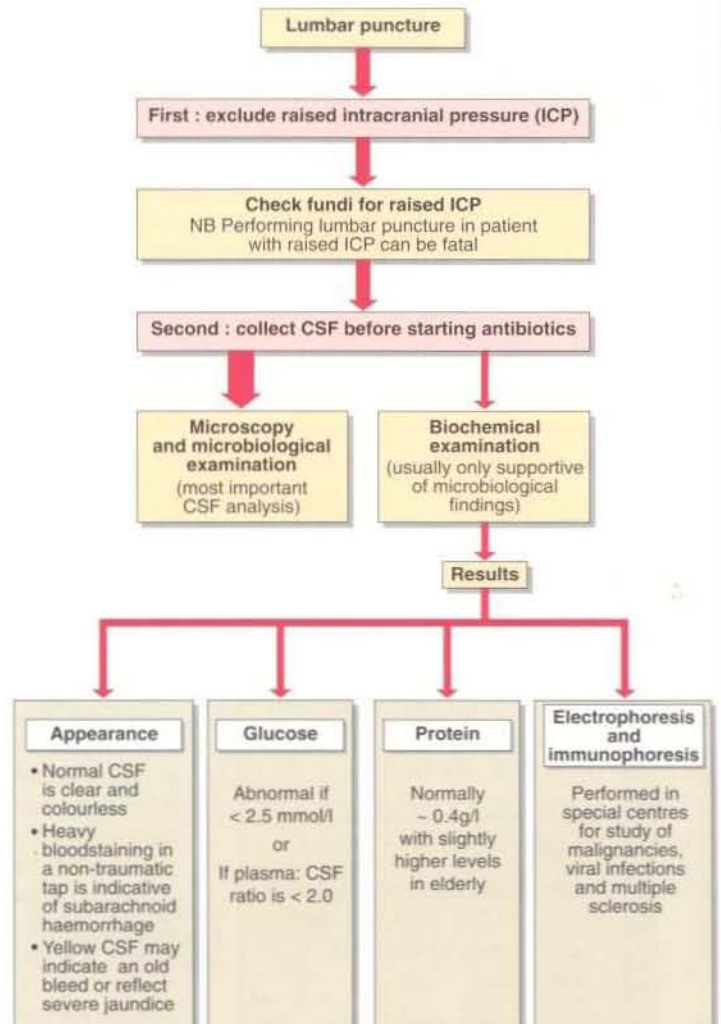 Lumbar puncture
First : exclude raised intracranial pressure (ICP)
Check fundi for raised ICP
NB Performing lumbar puncture in patient
with raised ICP can be fatal
Second : collect CSF before starting antibiotics
Microscopy
and microbiological
examination
(most important
CSF analysis)
Biochemical
examination
(usually only supportive
of microbiological
findings)
Results
Appearance
• Normal CSF
is clear and
colourless
• Heavy
bloodstaining in
a non-traumatic
tap is indicative
of subarachnoid
haemorrhage
• Yellow CSF may
indicate an old
bleed or reflect
severe jaundice
Glucose
Abnormal if
< 2.5 mmol/l
or
If plasma: CSF
ratio is < 2.0
Protein
Normally
~ 0.4g/l
with slightly
higher levels
in elderly
Electrophoresis
and
immunophoresis
Performed in
special centres
for study of
malignancies,
viral infections
and multiple
sclerosis